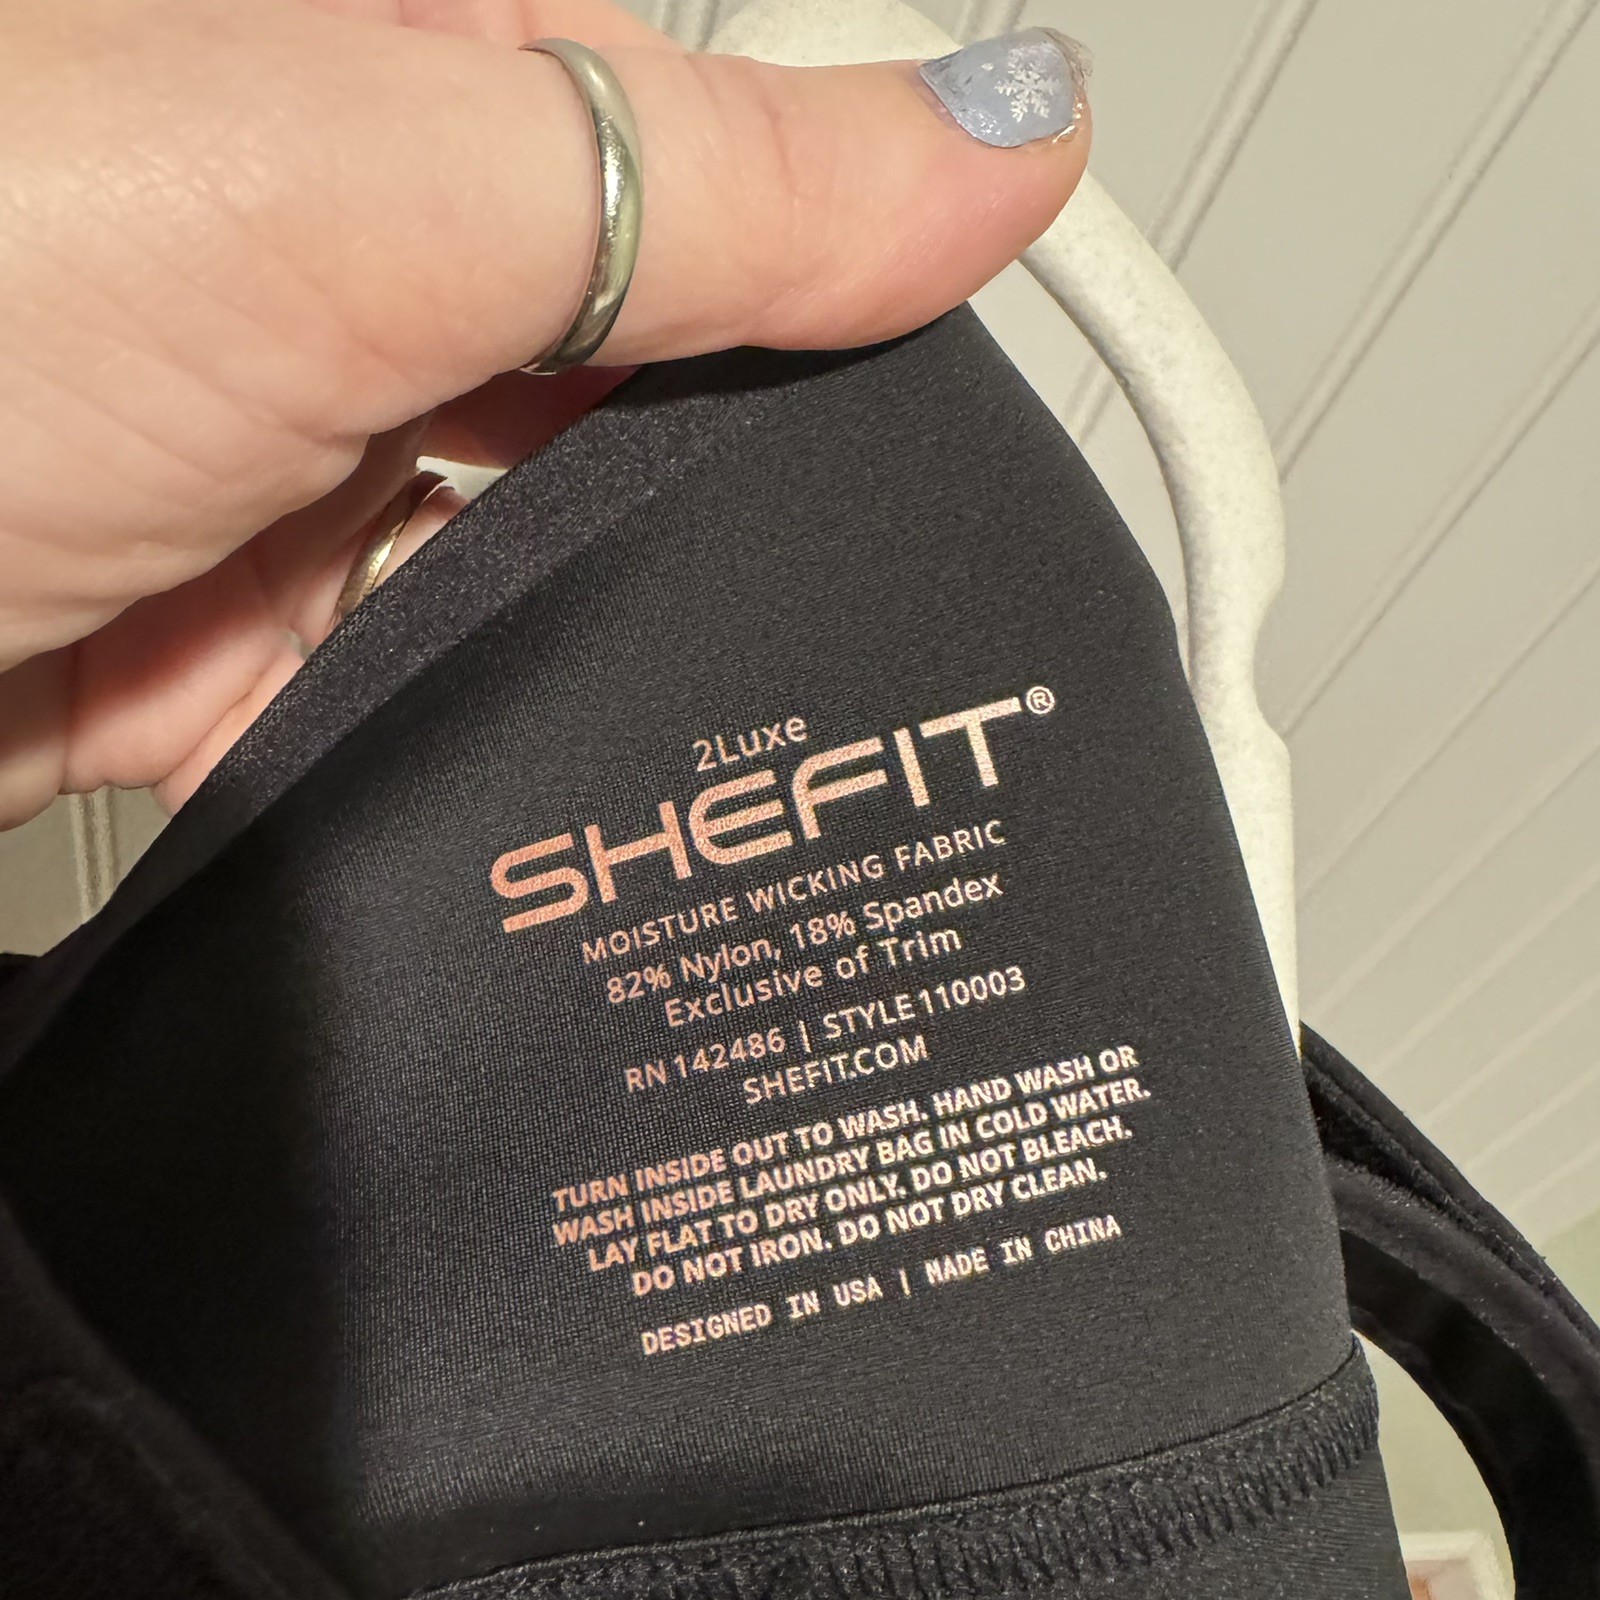 2Luxe
SHEFIT®
MOISTURE WICKING FABRIC
82% Nylon, 18% Spandex
Exclusive of Trim
RN 142486 | STYLE 110003
SHEFIT.COM
TURN INSIDE OUT TO WASH. HAND WASH OR
WASH INSIDE LAUNDRY BAG IN COLD WATER.
LAY FLAT TO DRY ONLY. DO NOT BLEACH.
DO NOT IRON. DO NOT DRY CLEAN.
DESIGNED IN USA | MADE IN CHINA